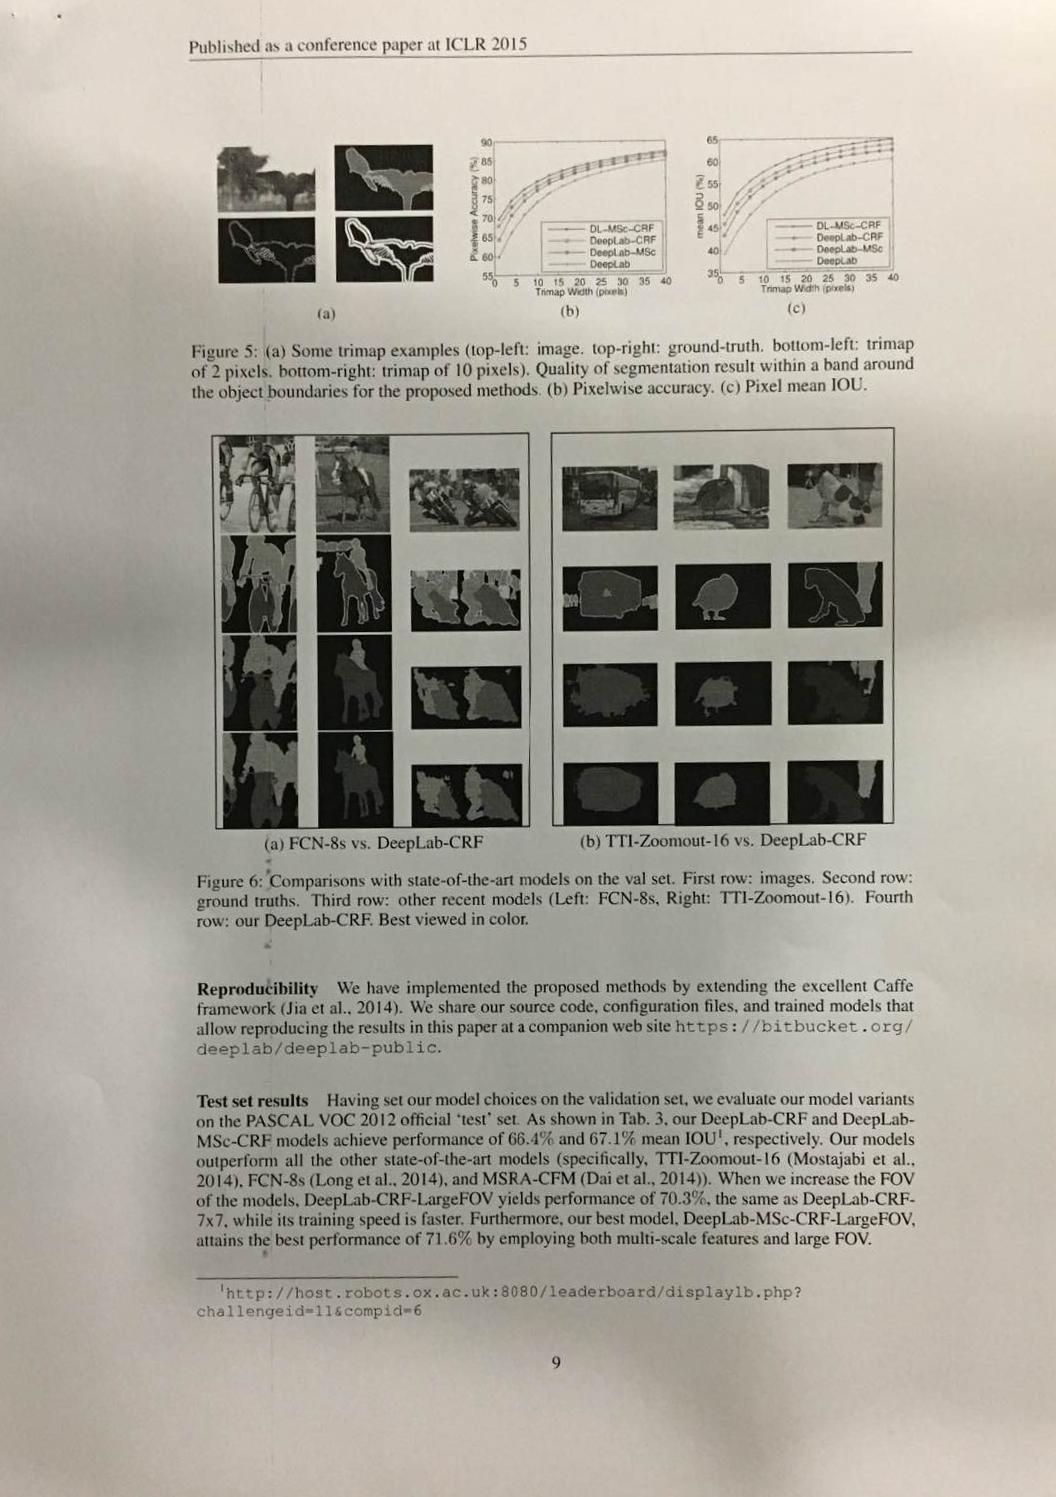 Published as a conference paper at ICLR 2015
90
85
80
75
70
65
60
55
Pixelwise Accuracy (%)
DL-MSc-CRF
DeepLab-CRF
DeepLab-MSc
DeepLab
0 5 10 15 20 25 30 35 40
Trimap Width (pixels)
65
60
55
50
45
40
35
mean IOU (%)
DL-MSc-CRF
DeepLab-CRF
DeepLab-MSc
DeepLab
0 5 10 15 20 25 30 35 40
Trimap Width (pixels)
(a)
(b)
(c)
Figure 5: (a) Some trimap examples (top-left: image. top-right: ground-truth. bottom-left: trimap
of 2 pixels. bottom-right: trimap of 10 pixels). Quality of segmentation result within a band around
the object boundaries for the proposed methods. (b) Pixelwise accuracy. (c) Pixel mean IOU.
(a) FCN-8s vs. DeepLab-CRF
(b) TTI-Zoomout-16 vs. DeepLab-CRF
Figure 6: Comparisons with state-of-the-art models on the val set. First row: images. Second row:
ground truths. Third row: other recent models (Left: FCN-8s, Right: TTI-Zoomout-16). Fourth
row: our DeepLab-CRF. Best viewed in color.
Reproducibility We have implemented the proposed methods by extending the excellent Caffe
framework (Jia et al., 2014). We share our source code, configuration files, and trained models that
allow reproducing the results in this paper at a companion web site https://bitbucket.org/
deeplab/deeplab-public.
Test set results Having set our model choices on the validation set, we evaluate our model variants
on the PASCAL VOC 2012 official ‘test’ set. As shown in Tab. 3, our DeepLab-CRF and DeepLab-
MSc-CRF models achieve performance of 66.4% and 67.1% mean IOU¹, respectively. Our models
outperform all the other state-of-the-art models (specifically, TTI-Zoomout-16 (Mostajabi et al.,
2014), FCN-8s (Long et al., 2014), and MSRA-CFM (Dai et al., 2014)). When we increase the FOV
of the models, DeepLab-CRF-LargeFOV yields performance of 70.3%, the same as DeepLab-CRF-
7x7, while its training speed is faster. Furthermore, our best model, DeepLab-MSc-CRF-LargeFOV,
attains the best performance of 71.6% by employing both multi-scale features and large FOV.
¹http://host.robots.ox.ac.uk:8080/leaderboard/displaylb.php?
challengeid=11&compid=6
9